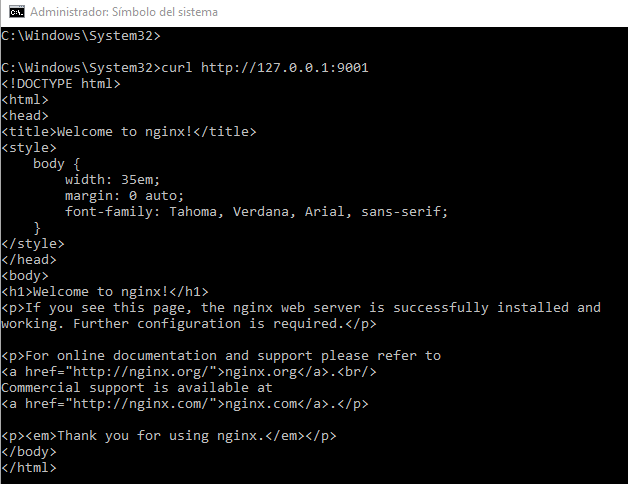 Administrador: Símbolo del sistema
C:\Windows\System32>
C:\Windows\System32>curl http://127.0.0.1:9001
<!DOCTYPE html>
<html>
<head>
<title>Welcome to nginx!</title>
<style>
    body {
        width: 35em;
        margin: 0 auto;
        font-family: Tahoma, Verdana, Arial, sans-serif;
    }
</style>
</head>
<body>
<h1>Welcome to nginx!</h1>
<p>If you see this page, the nginx web server is successfully installed and
working. Further configuration is required.</p>
<p>For online documentation and support please refer to
<a href="http://nginx.org/">nginx.org</a>.<br/>
Commercial support is available at
<a href="http://nginx.com/">nginx.com</a>.</p>
<p><em>Thank you for using nginx.</em></p>
</body>
</html>